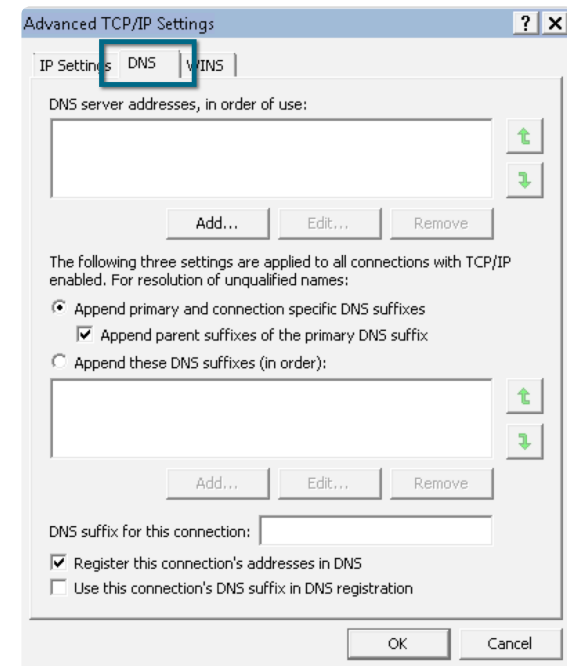 Advanced TCP/IP Settings
? X
IP Settings DNS WINS
DNS server addresses, in order of use:
Add... Edit... Remove
The following three settings are applied to all connections with TCP/IP
enabled. For resolution of unqualified names:
Append primary and connection specific DNS suffixes
Append parent suffixes of the primary DNS suffix
Append these DNS suffixes (in order):
Add... Edit... Remove
DNS suffix for this connection:
Register this connection's addresses in DNS
Use this connection's DNS suffix in DNS registration
OK Cancel